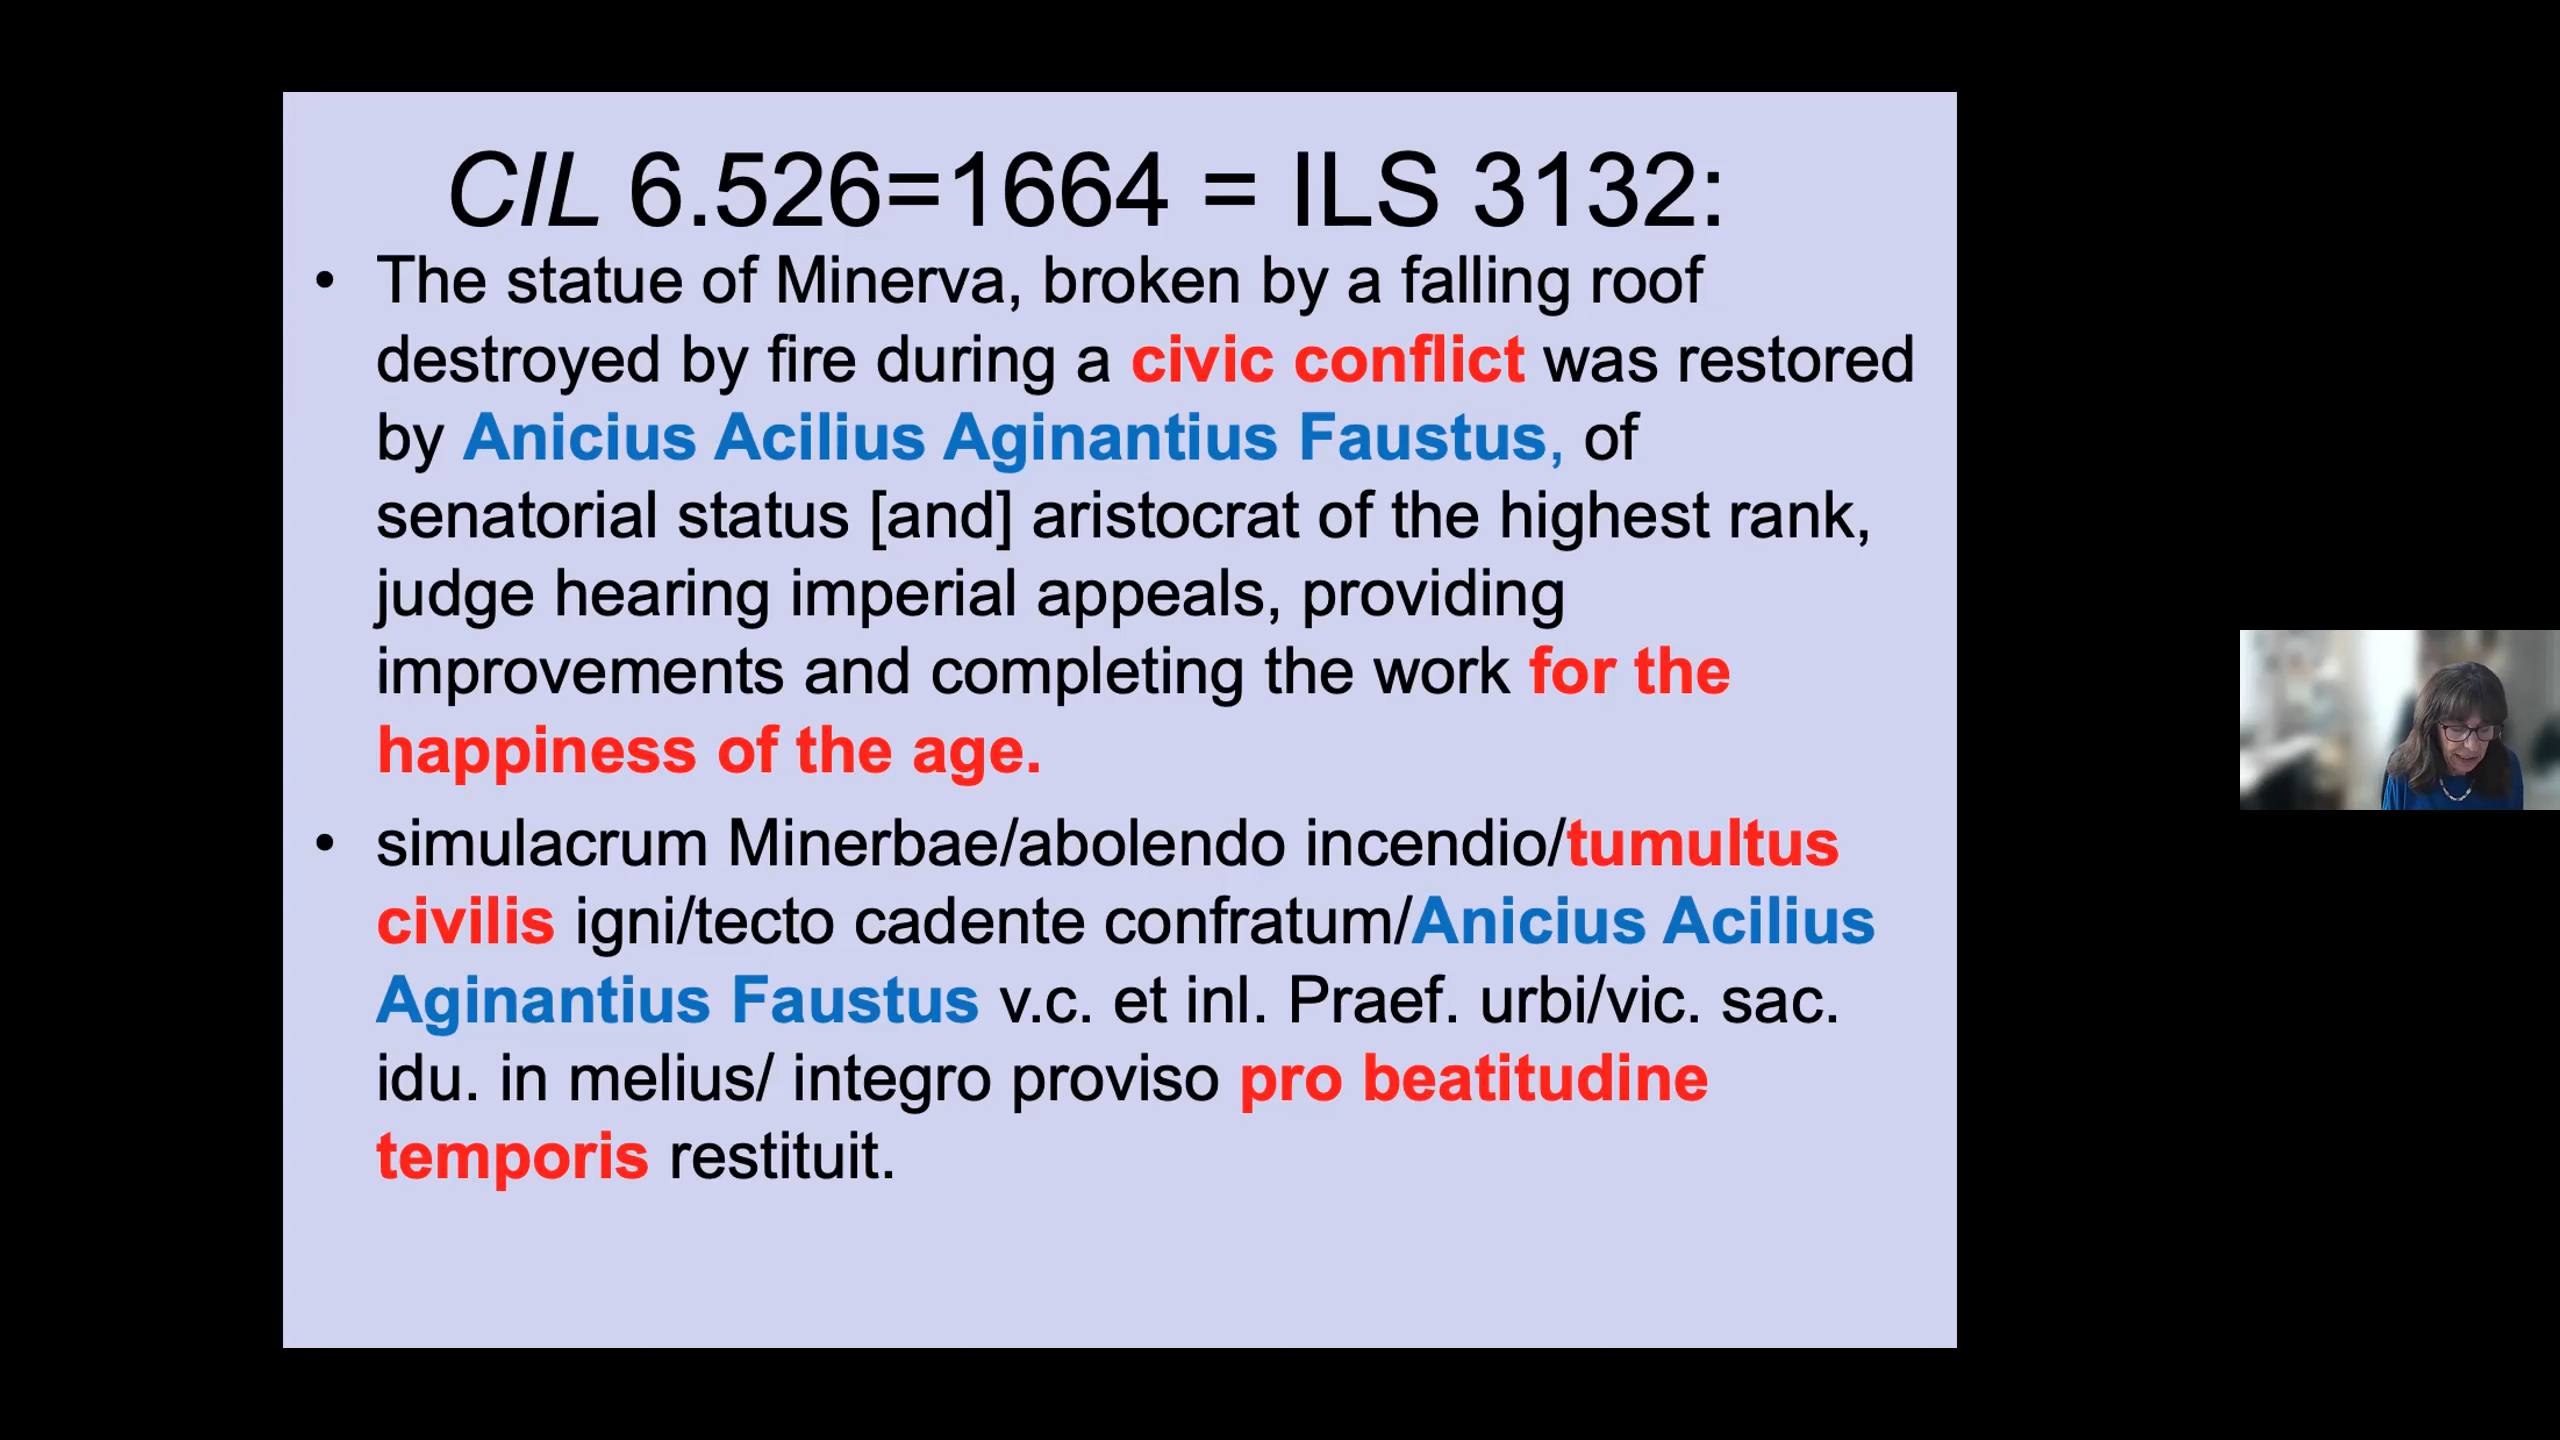 CIL 6.526=1664 = ILS 3132:
• The statue of Minerva, broken by a falling roof
destroyed by fire during a civic conflict was restored
by Anicius Acilius Aginantius Faustus, of
senatorial status [and] aristocrat of the highest rank,
judge hearing imperial appeals, providing
improvements and completing the work for the
happiness of the age.
• simulacrum Minerbae/abolendo incendio/tumultus
civilis igni/tecto cadente confratum/Anicius Acilius
Aginantius Faustus v.c. et inl. Praef. urbi/vic. sac.
idu. in melius/ integro proviso pro beatitudine
temporis restituit.